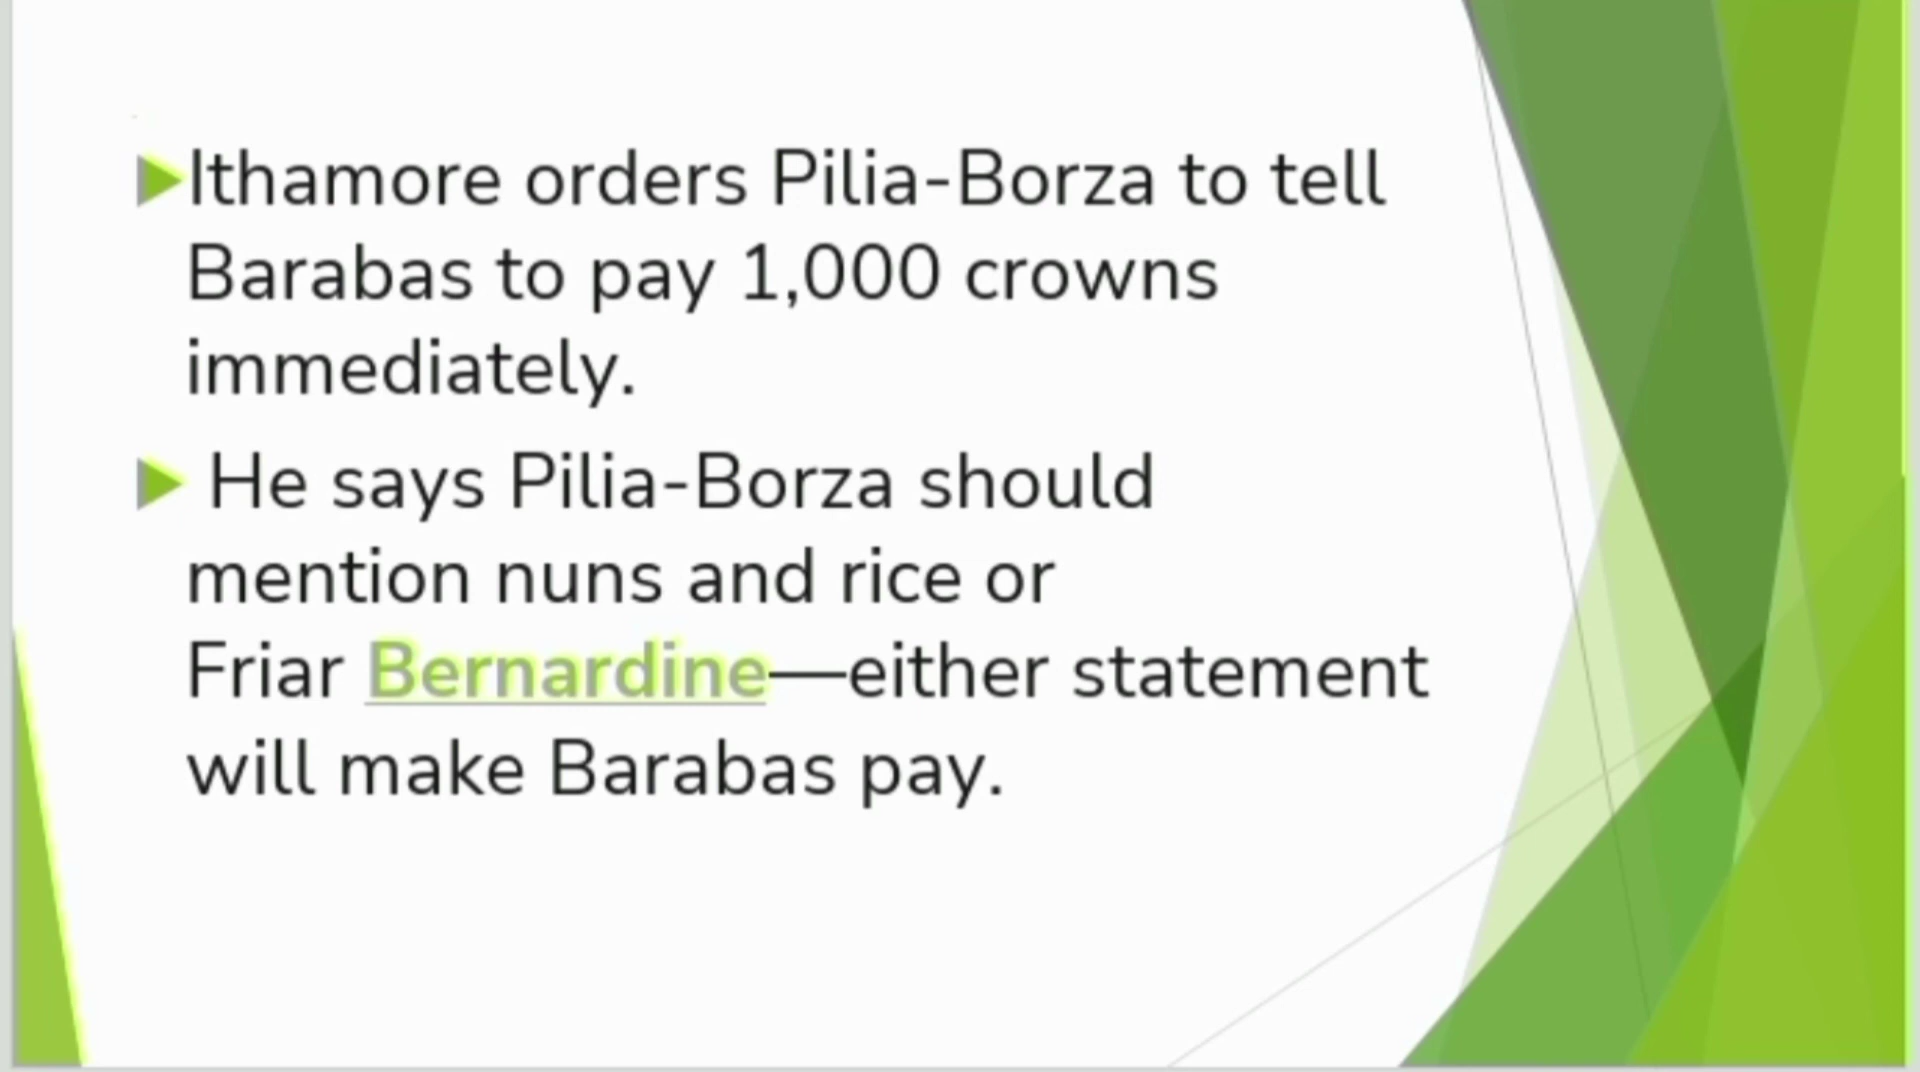 Ithamore orders Pilia-Borza to tell
Barabas to pay 1,000 crowns
immediately.
He says Pilia-Borza should
mention nuns and rice or
Friar Bernardine—either statement
will make Barabas pay.